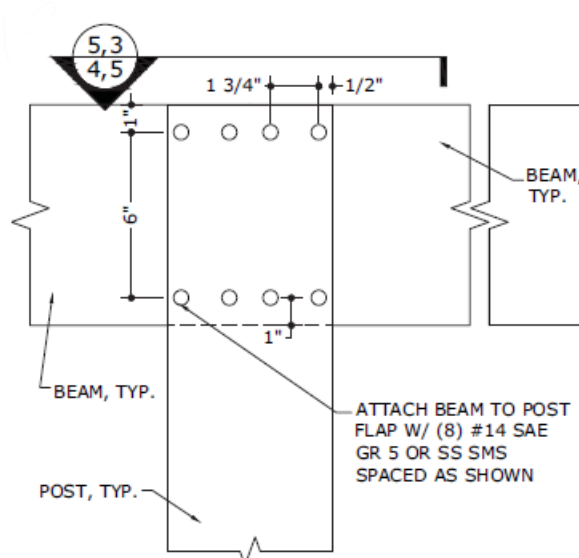 5,3
4,5
1 3/4"
1/2"
1"
6"
BEAM,
TYP.
1"
BEAM, TYP.
ATTACH BEAM TO POST
FLAP W/ (8) #14 SAE
GR 5 OR SS SMS
SPACED AS SHOWN
POST, TYP.